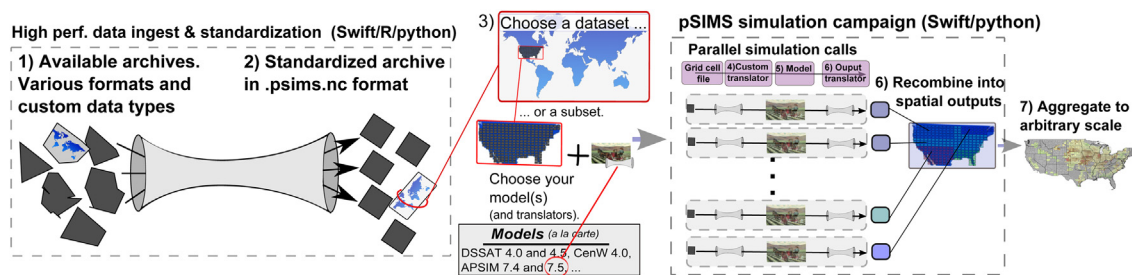 High perf. data ingest & standardization (Swift/R/python)
1) Available archives.
Various formats and
custom data types
2) Standardized archive
in .psims.nc format
3)
Choose a dataset ...
... or a subset.
Choose your
model(s)
(and translators).
Models (a la carte)
DSSAT 4.0 and 4.5, CenW 4.0,
APSIM 7.4 and 7.5, ...
pSIMS simulation campaign (Swift/python)
Parallel simulation calls
Grid cell
file
4)Custom
translator
5) Model
6) Ouput
translator
6) Recombine into
spatial outputs
7) Aggregate to
arbitrary scale